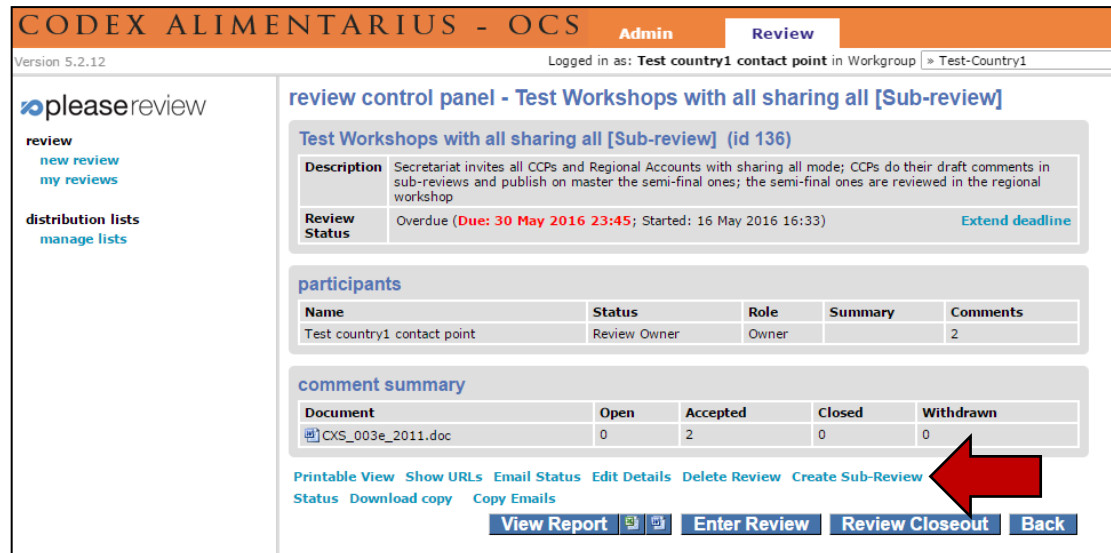 CODEX ALIMENTARIUS - OCS Admin Review
Version 5.2.12 Logged in as: Test country1 contact point in Workgroup » Test-Country1
pleasereview
review
new review
my reviews
distribution lists
manage lists
review control panel - Test Workshops with all sharing all [Sub-review]
Test Workshops with all sharing all [Sub-review] (id 136)
Description Secretariat invites all CCPs and Regional Accounts with sharing all mode; CCPs do their draft comments in
sub-reviews and publish on master the semi-final ones; the semi-final ones are reviewed in the regional
workshop
Review Status Overdue (Due: 30 May 2016 23:45; Started: 16 May 2016 16:33) Extend deadline
participants
Name Status Role Summary Comments
Test country1 contact point Review Owner Owner 2
comment summary
Document Open Accepted Closed Withdrawn
CXS_003e_2011.doc 0 2 0 0
Printable View Show URLs Email Status Edit Details Delete Review Create Sub-Review
Status Download copy Copy Emails
View Report Enter Review Review Closeout Back